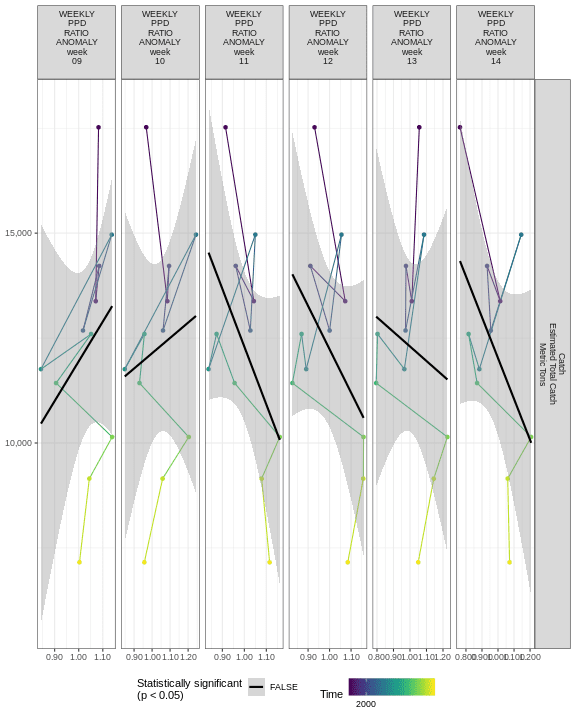 WEEKLY
PPD
RATIO
ANOMALY
week
09
WEEKLY
PPD
RATIO
ANOMALY
week
10
WEEKLY
PPD
RATIO
ANOMALY
week
11
WEEKLY
PPD
RATIO
ANOMALY
week
12
WEEKLY
PPD
RATIO
ANOMALY
week
13
WEEKLY
PPD
RATIO
ANOMALY
week
14
15,000
10,000
Catch
Estimated Total Catch
Metric Tons
0.90 1.00 1.10
0.90 1.00 1.10 1.20
0.90 1.00 1.10
0.90 1.00 1.10
0.80 0.90 1.00 1.10 1.20
0.80 0.90 1.00 1.10 1.20
Statistically significant
(p < 0.05)
FALSE
Time
2000